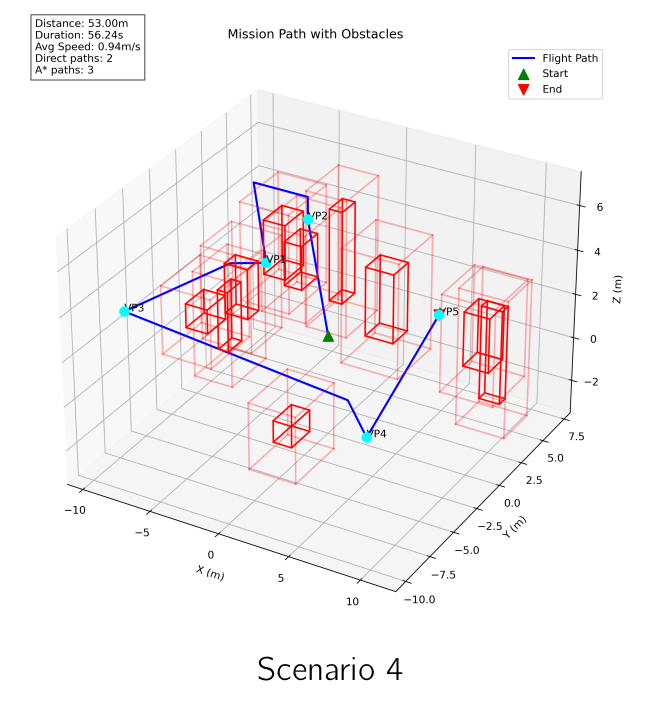 Distance: 53.00m
Duration: 56.24s
Avg Speed: 0.94m/s
Direct paths: 2
A* paths: 3
Mission Path with Obstacles
Flight Path
Start
End
VP2
VP1
VP3
VP5
VP4
6
4
2
0
−2
Z (m)
7.5
5.0
2.5
0.0
−2.5
−5.0
−7.5
−10.0
Y (m)
−10
−5
0
5
10
X (m)
Scenario 4